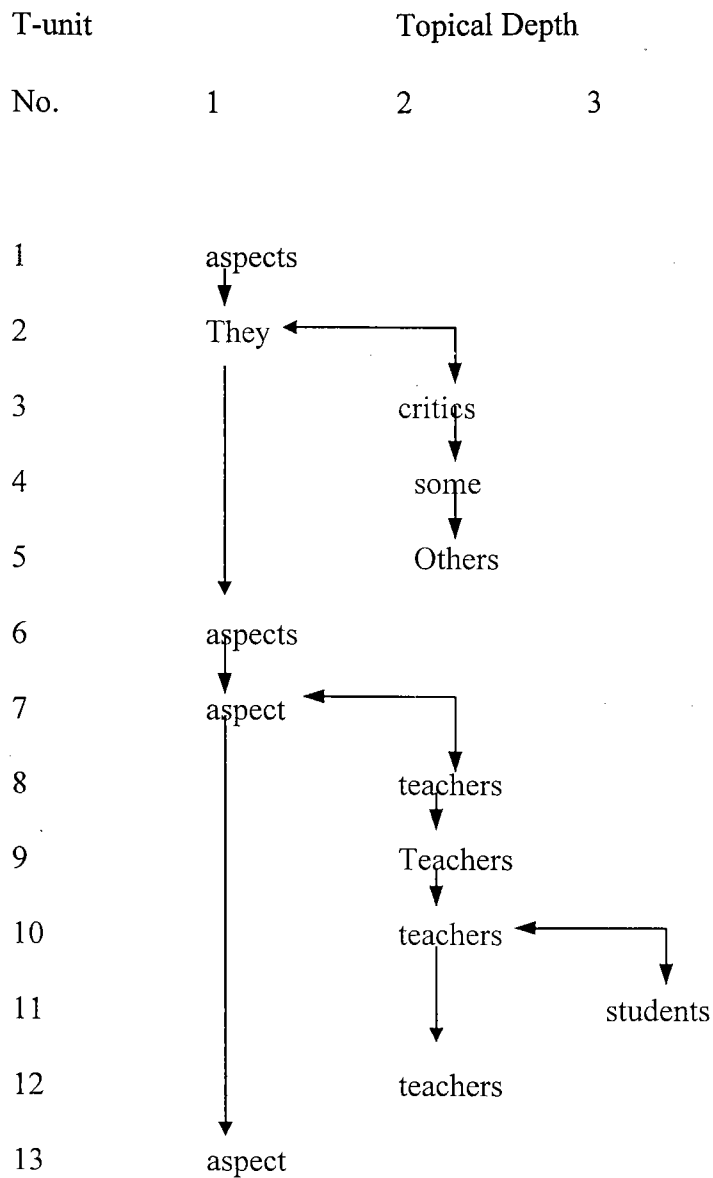 T-unit Topical Depth
No. 1 2 3
1 aspects
2 They
3 critics
4 some
5 Others
6 aspects
7 aspect
8 teachers
9 Teachers
10 teachers
11 students
12 teachers
13 aspect